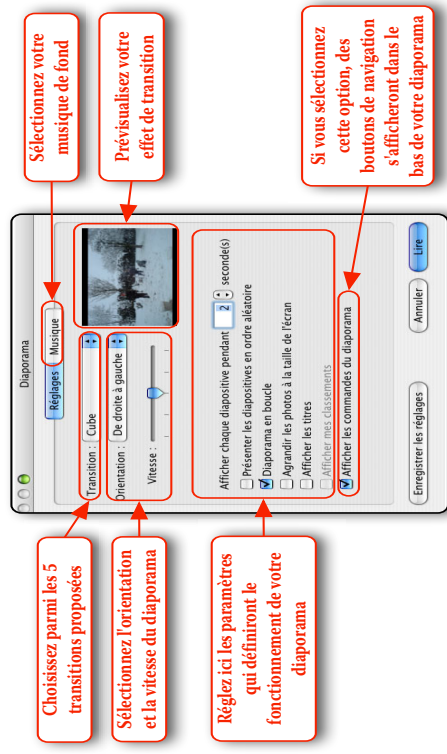 Sélectionnez votre
musique de fond
Prévisualisez votre
effet de transition
Si vous sélectionnez
cette option, des
boutons de navigation
s'afficheront dans le
bas de votre diaporama
Diaporama
Réglages
Musique
Transition :
Cube
Orientation :
De droite à gauche
Vitesse :
Afficher chaque diapositive pendant 2 seconde(s)
Présenter les diapositives en ordre aléatoire
Diaporama en boucle
Agrandir les photos à la taille de l'écran
Afficher les titres
Afficher mes classements
Afficher les commandes du diaporama
Enregistrer les réglages
Annuler
Lire
Choisissez parmi les 5
transitions proposées
Sélectionnez l'orientation
et la vitesse du diaporama
Réglez ici les paramètres
qui définiront le
fonctionnement de votre
diaporama